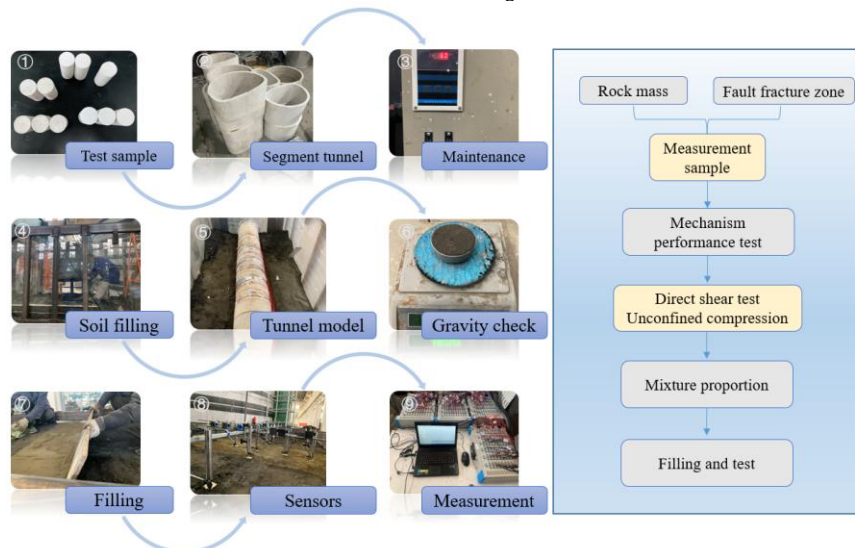 ①
Test sample
②
Segment tunnel
③
Maintenance
④
Soil filling
⑤
Tunnel model
⑥
Gravity check
⑦
Filling
⑧
Sensors
⑨
Measurement
Rock mass
Fault fracture zone
Measurement
sample
Mechanism
performance test
Direct shear test
Unconfined compression
Mixture proportion
Filling and test